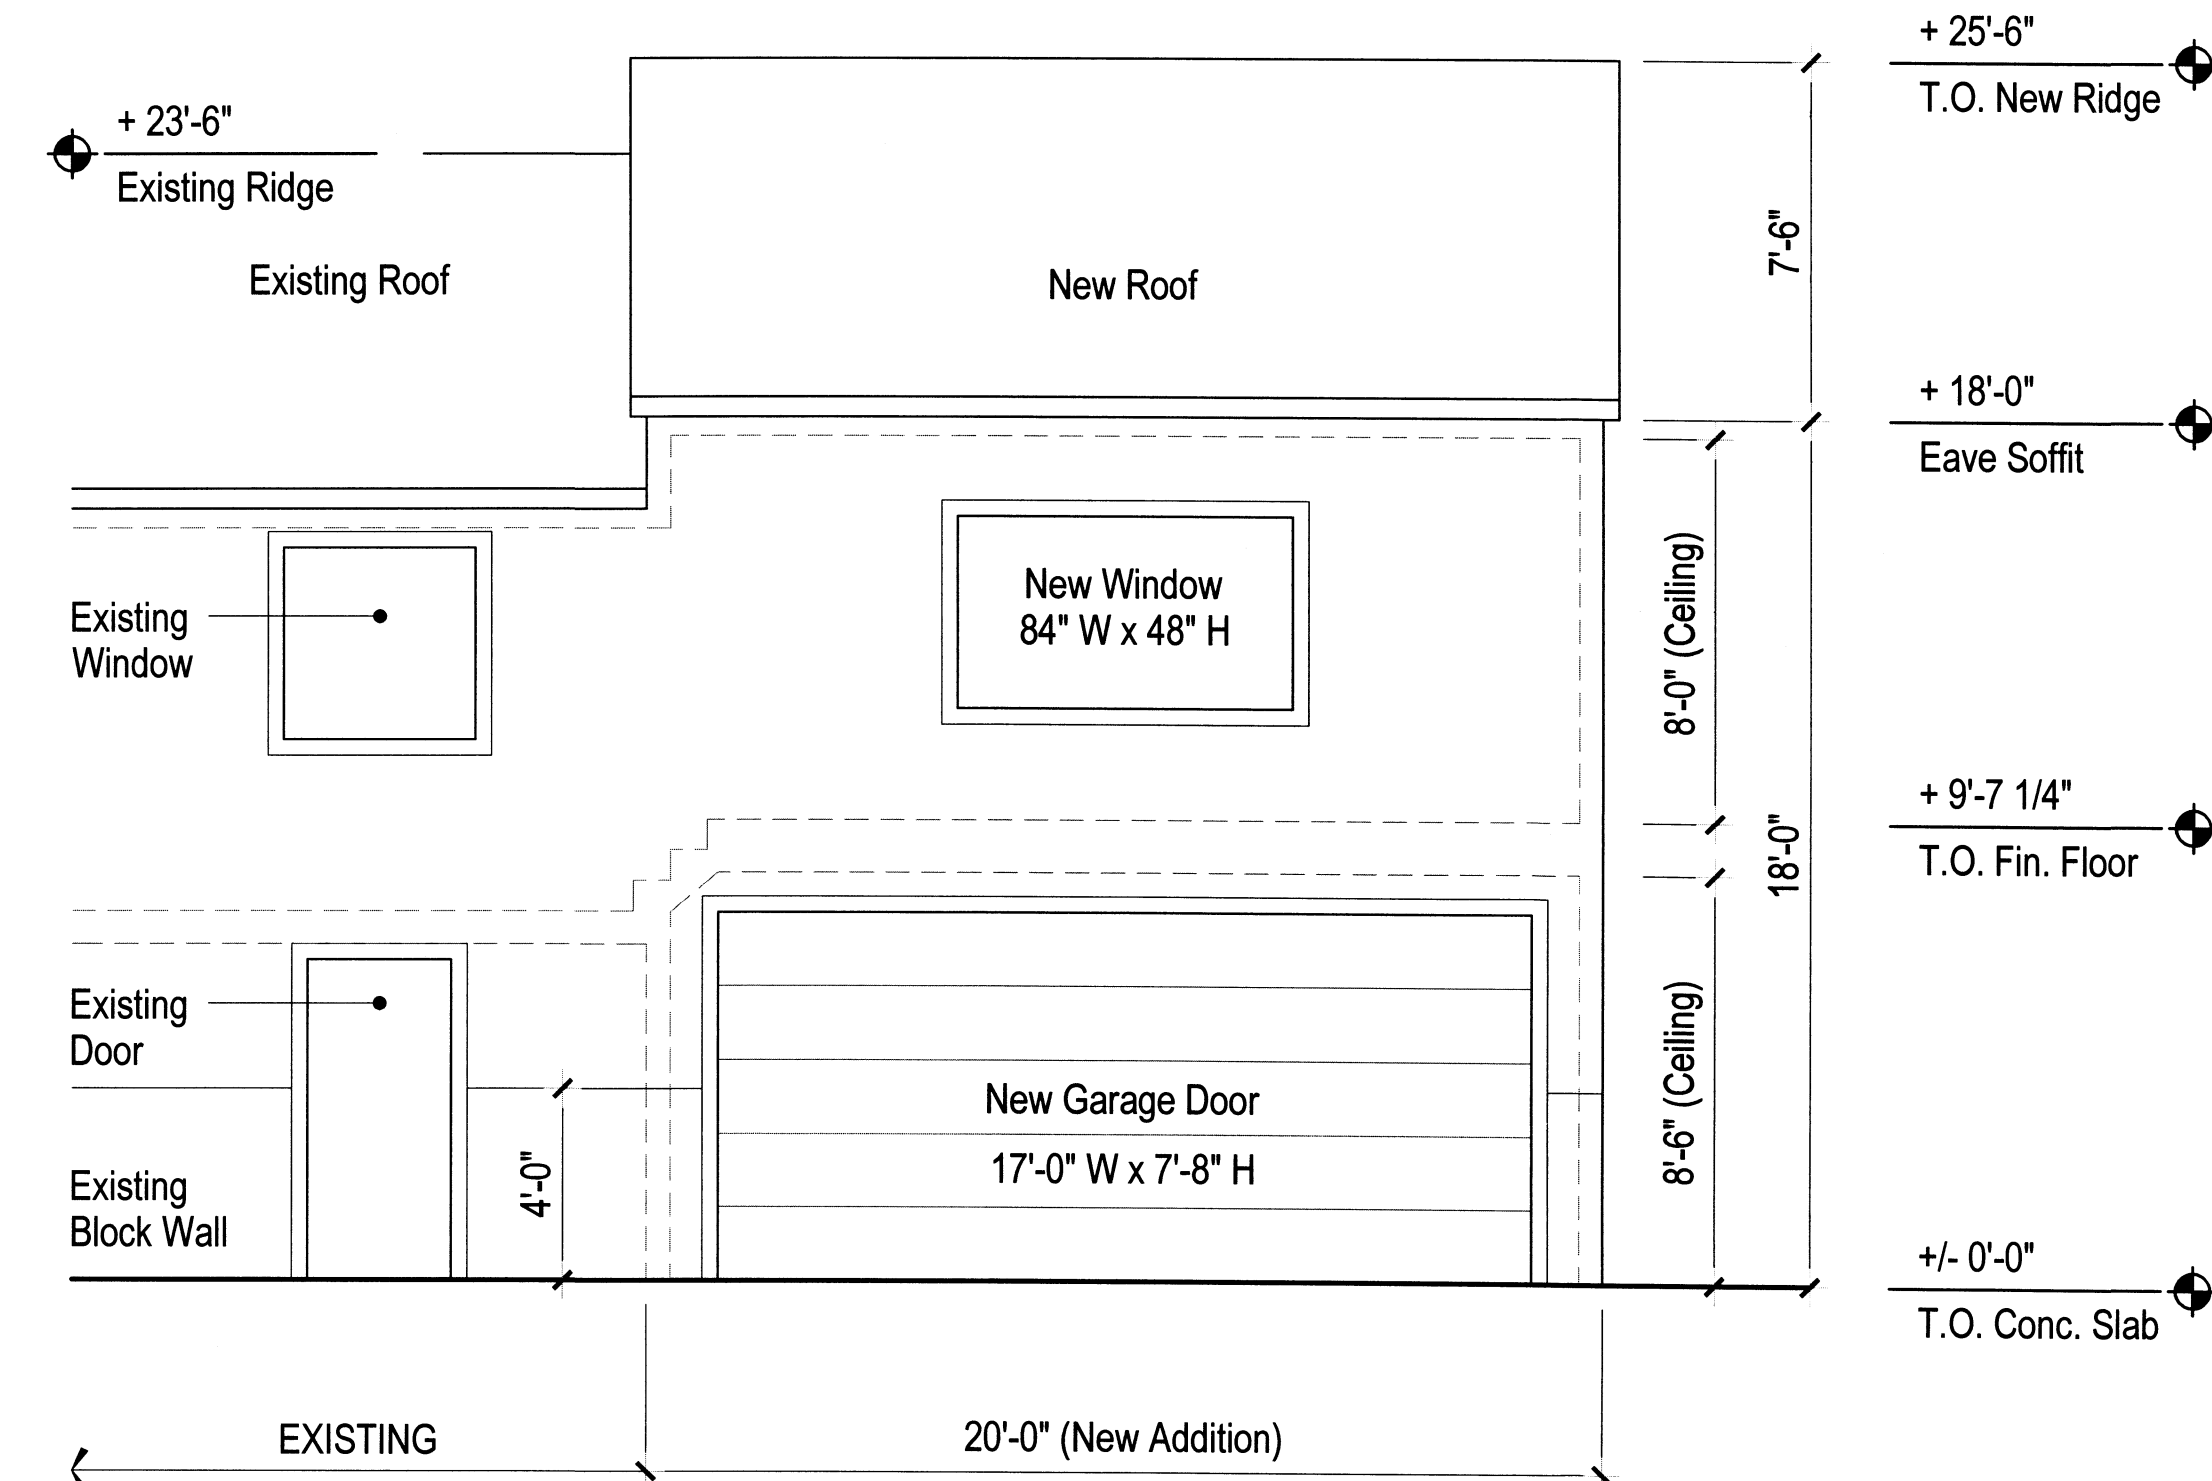 + 25'-6"
T.O. New Ridge
+ 23'-6"
Existing Ridge
7'-6"
Existing Roof
New Roof
+ 18'-0"
Eave Soffit
New Window
84" W x 48" H
8'-0" (Ceiling)
Existing
Window
+ 9'-7 1/4"
T.O. Fin. Floor
18'-0"
Existing
Door
New Garage Door
17'-0" W x 7'-8" H
8'-6" (Ceiling)
4'-0"
Existing
Block Wall
+/- 0'-0"
T.O. Conc. Slab
EXISTING
20'-0" (New Addition)